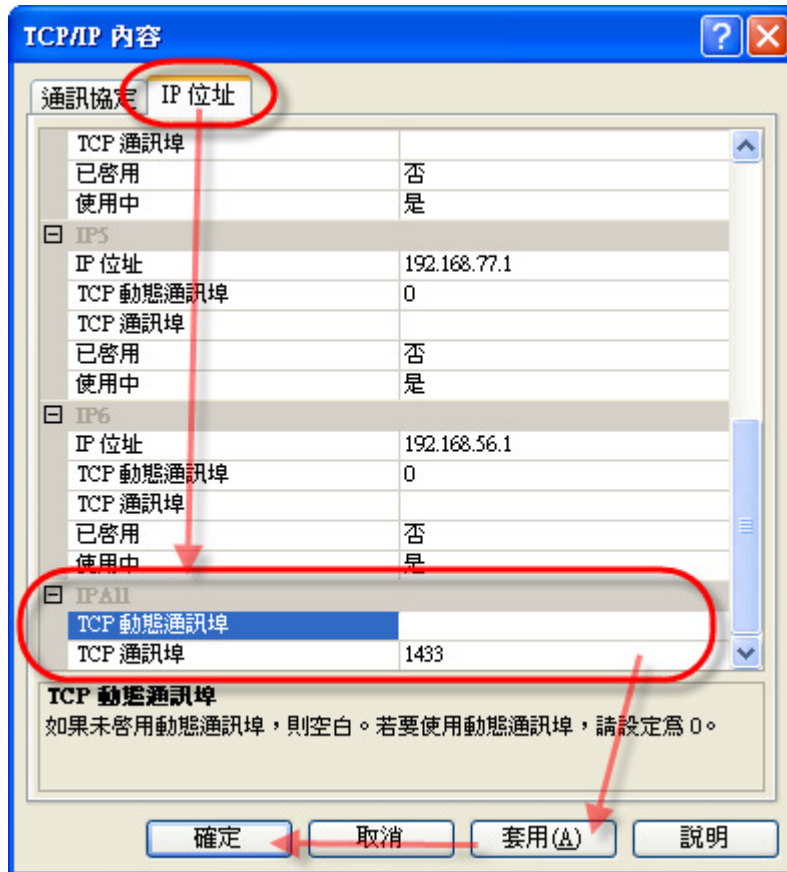 TCP/IP 內容
通訊協定 IP 位址
TCP 通訊埠
已啓用 否
使用中 是
IP5
IP 位址 192.168.77.1
TCP 動態通訊埠 0
TCP 通訊埠
已啓用 否
使用中 是
IP6
IP 位址 192.168.56.1
TCP 動態通訊埠 0
TCP 通訊埠
已啓用 否
使用中 是
IPAll
TCP 動態通訊埠
TCP 通訊埠 1433
TCP 動態通訊埠
如果未啓用動態通訊埠，則空白。若要使用動態通訊埠，請設定爲 0。
確定 取消 套用(A) 說明